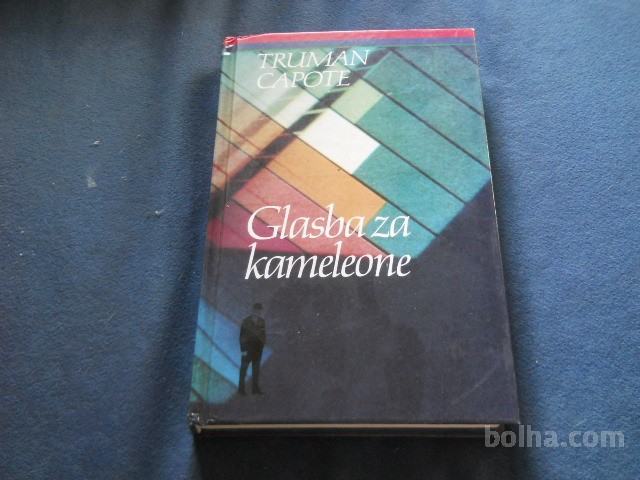 TRUMAN
CAPOTE
Glasba za
kameleone
bolha.com